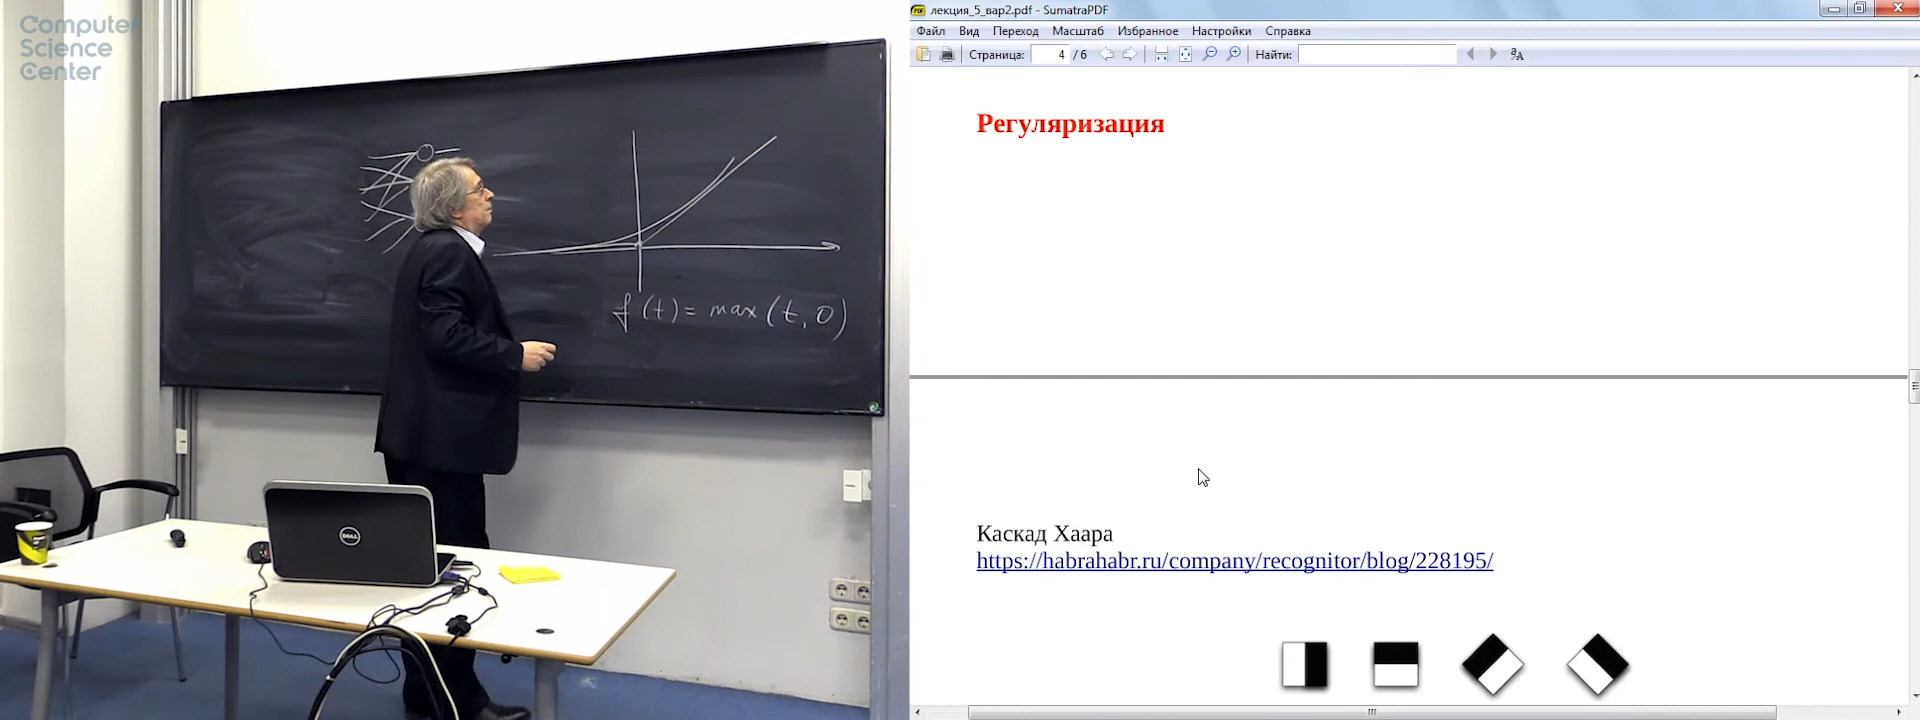 Computer
Science
Center
f(t) = max(t, 0)
DELL
лекция_5_вар2.pdf - SumatraPDF
Файл Вид Переход Масштаб Избранное Настройки Справка
Страница: 4 / 6 Найти:
Регуляризация
Каскад Хаара
https://habrahabr.ru/company/recognitor/blog/228195/